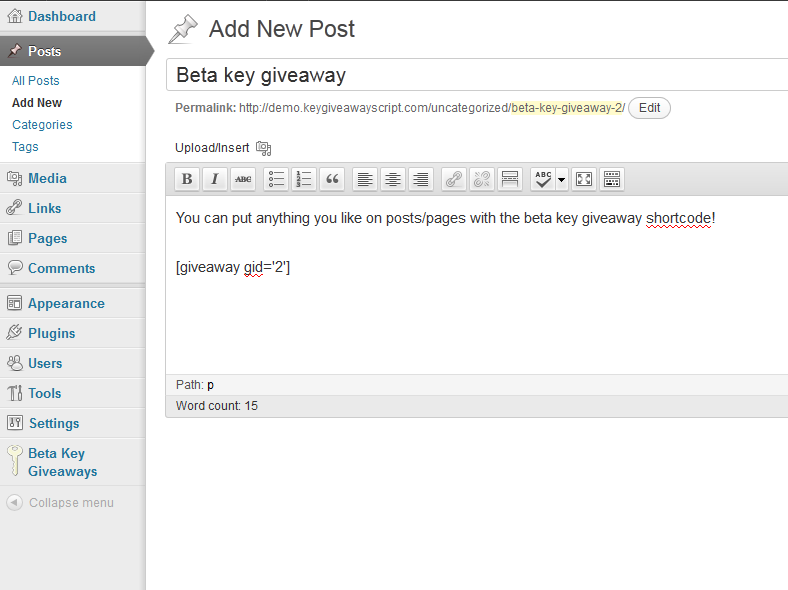 Dashboard
Posts
All Posts
Add New
Categories
Tags
Media
Links
Pages
Comments
Appearance
Plugins
Users
Tools
Settings
Beta Key
Giveaways
Collapse menu
Add New Post
Beta key giveaway
Permalink: http://demo.keygiveawayscript.com/uncategorized/beta-key-giveaway-2/ Edit
Upload/Insert
B I ABC ABC
You can put anything you like on posts/pages with the beta key giveaway shortcode!
[giveaway gid='2']
Path: p
Word count: 15